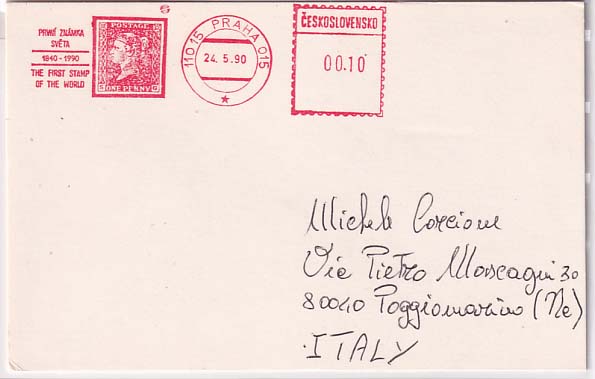 PRVNÍ ZNÁMKA
SVĚTA
1840 - 1990
THE FIRST STAMP
OF THE WORLD
POSTAGE
ONE PENNY
110 15 PRAHA 015
24. 5. 90
ČESKOSLOVENSKO
00.10
Michele Corcione
Via Pietro Mascagni 30
80040 Poggiomarino (Na)
ITALY